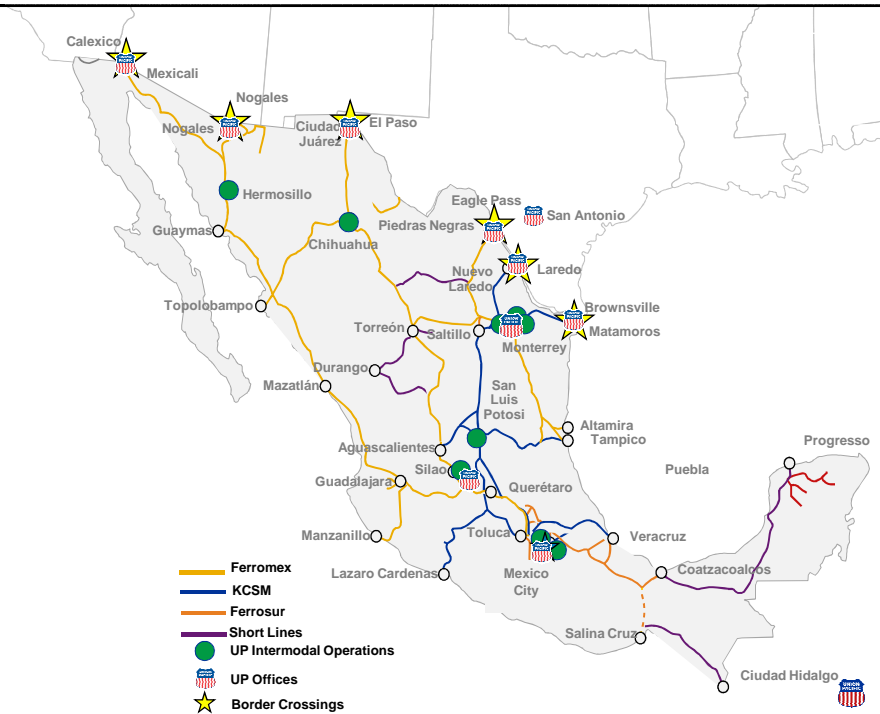 Calexico
Mexicali
Nogales
Nogales
Ciudad
Juárez
El Paso
Hermosillo
Eagle Pass
San Antonio
Piedras Negras
Guaymas
Chihuahua
Nuevo
Laredo
Laredo
Topolobampo
Brownsville
Matamoros
Torreón
Saltillo
Monterrey
Durango
Mazatlán
San
Luis
Potosi
Altamira
Tampico
Aguascalientes
Progresso
Silao
Puebla
Guadalajara
Querétaro
Manzanillo
Toluca
Veracruz
Lazaro Cardenas
Mexico
City
Coatzacoalcos
Salina Cruz
Ciudad Hidalgo
Ferromex
KCSM
Ferrosur
Short Lines
UP Intermodal Operations
UP Offices
Border Crossings
UNION
PACIFIC